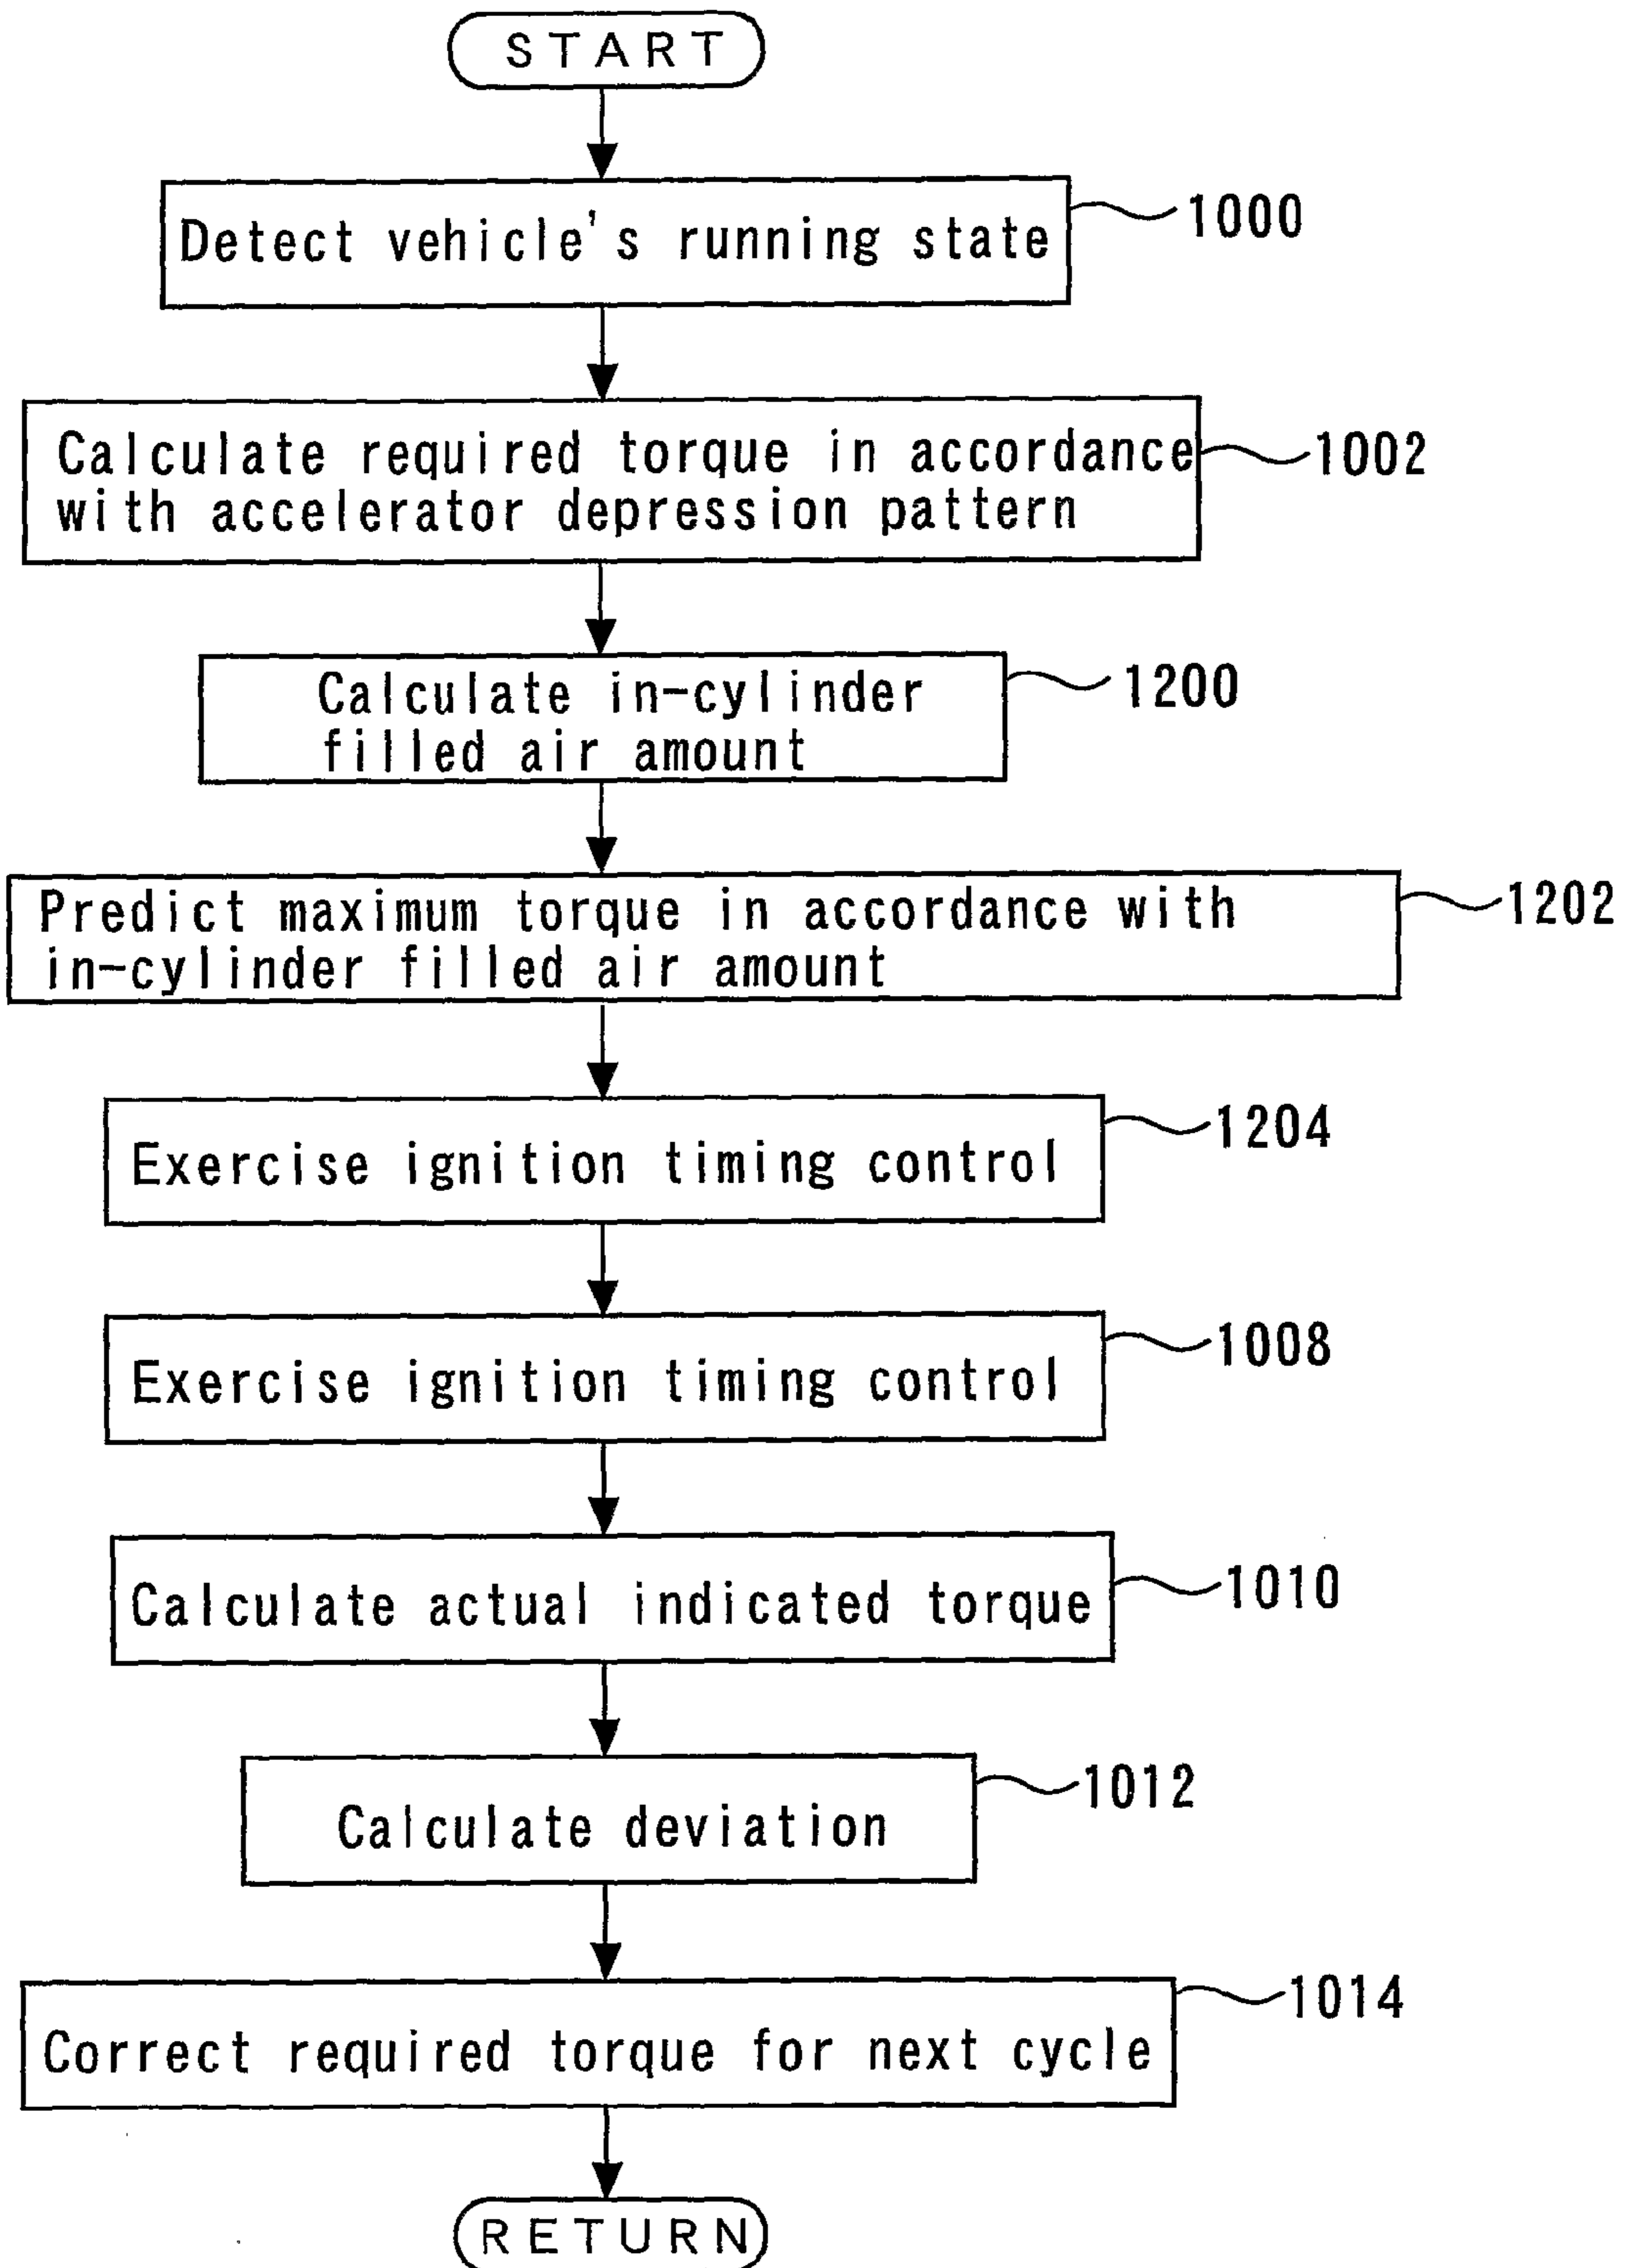 START
Detect vehicle's running state
1000
Calculate required torque in accordance
with accelerator depression pattern
1002
Calculate in-cylinder
filled air amount
1200
Predict maximum torque in accordance with
in-cylinder filled air amount
1202
Exercise ignition timing control
1204
Exercise ignition timing control
1008
Calculate actual indicated torque
1010
Calculate deviation
1012
Correct required torque for next cycle
1014
RETURN